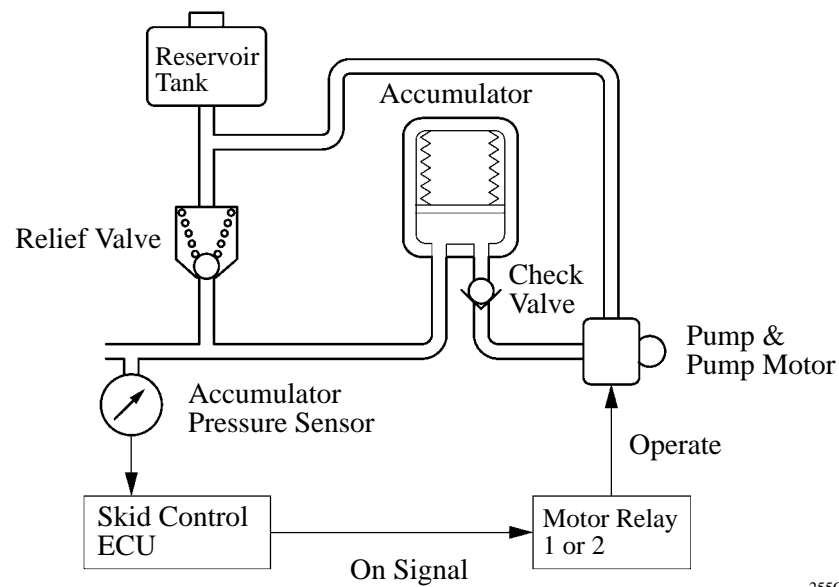 Reservoir
Tank
Accumulator
Relief Valve
Check
Valve
Pump &
Pump Motor
Accumulator
Pressure Sensor
Operate
Skid Control
ECU
Motor Relay
1 or 2
On Signal